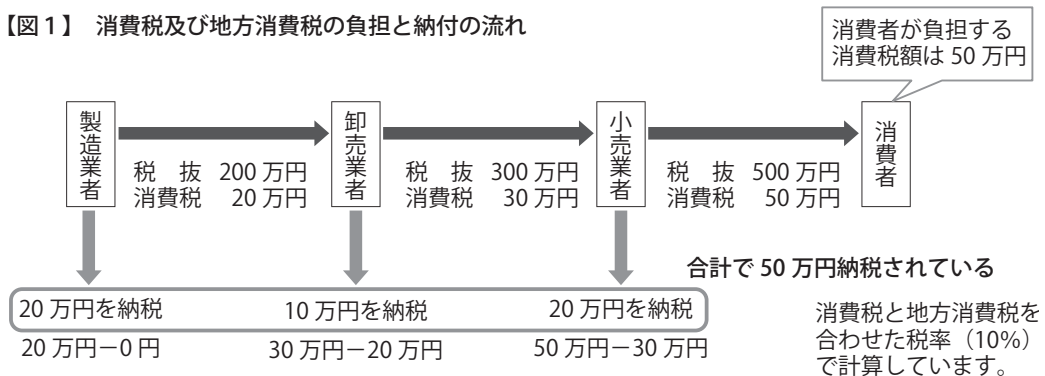 【図1】 消費税及び地方消費税の負担と納付の流れ
消費者が負担する
消費税額は 50 万円
製造業者
税　抜　200 万円
消費税　20 万円
卸売業者
税　抜　300 万円
消費税　30 万円
小売業者
税　抜　500 万円
消費税　50 万円
消費者
合計で 50 万円納税されている
20 万円を納税
10 万円を納税
20 万円を納税
20 万円－0 円
30 万円－20 万円
50 万円－30 万円
消費税と地方消費税を
合わせた税率（10%）
で計算しています。